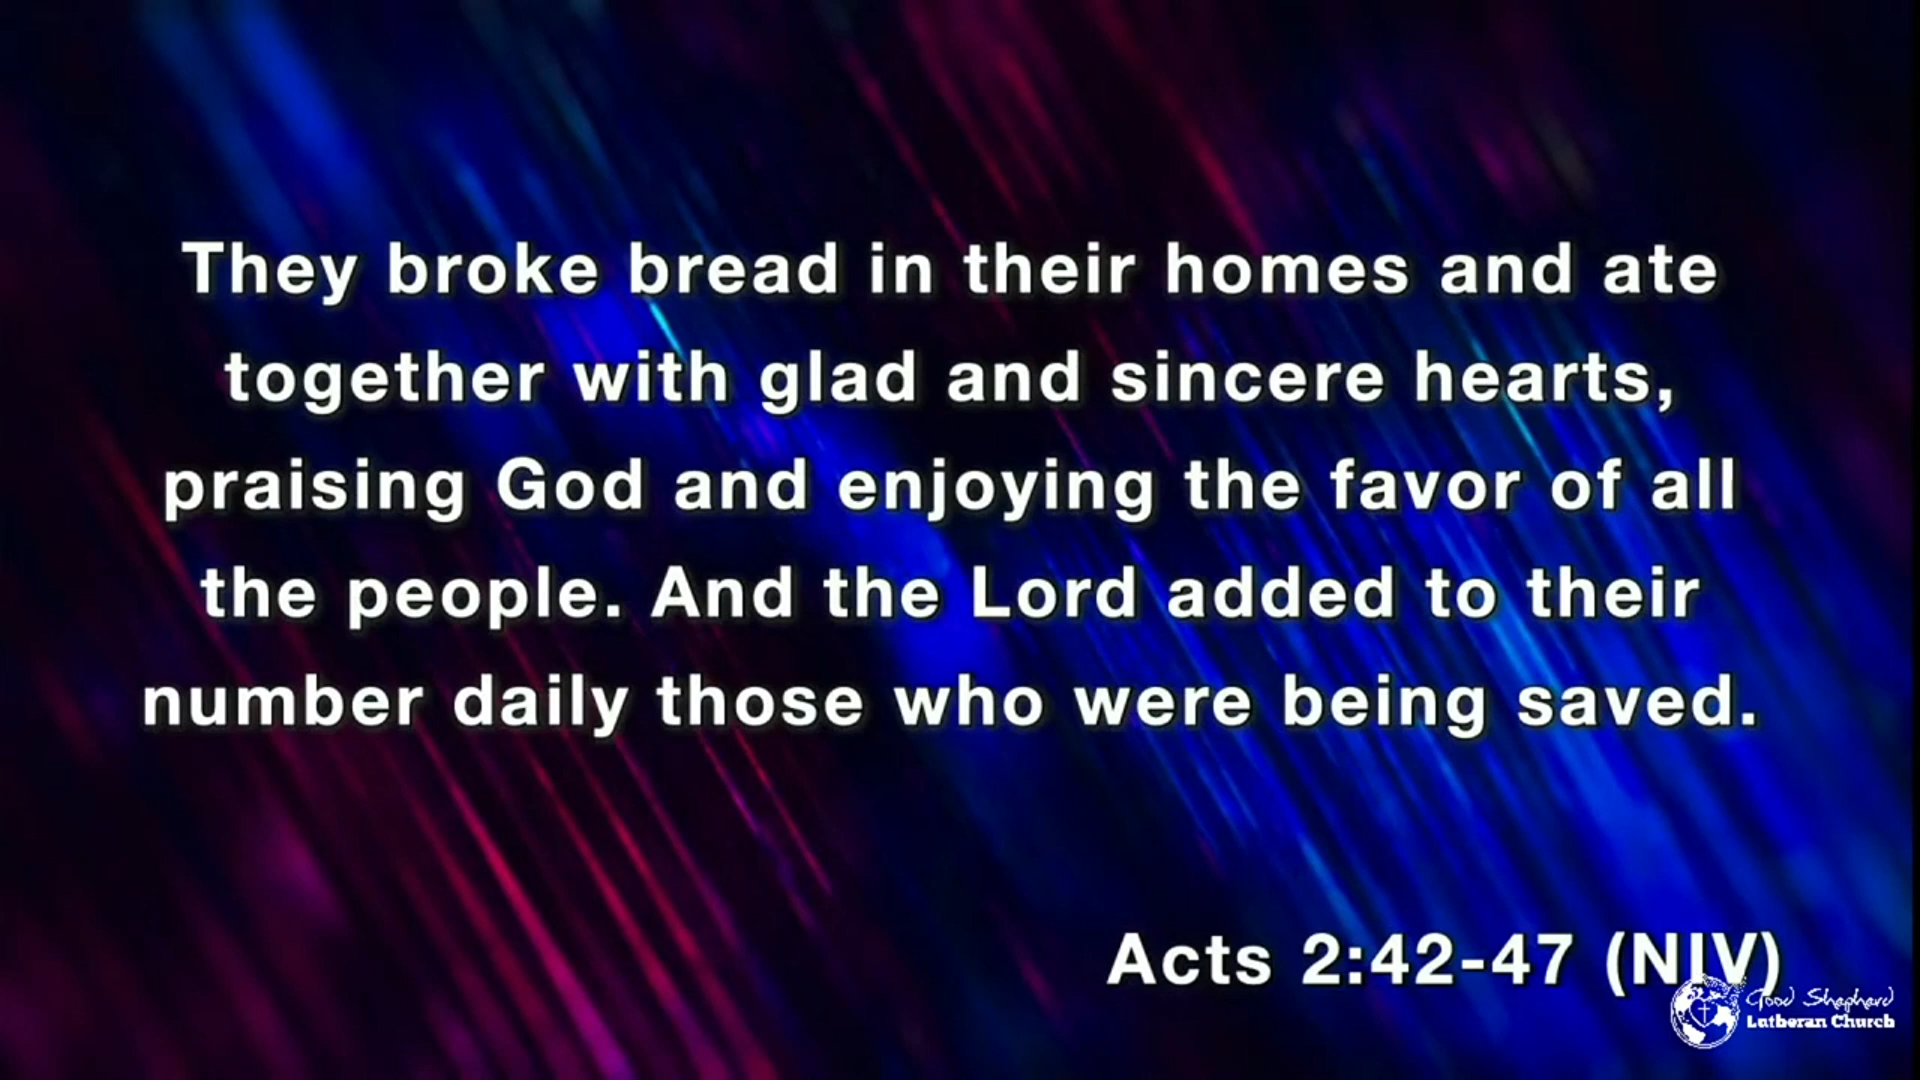 They broke bread in their homes and ate
together with glad and sincere hearts,
praising God and enjoying the favor of all
the people. And the Lord added to their
number daily those who were being saved.
Acts 2:42-47 (NIV)
Good Shepherd
Lutheran Church